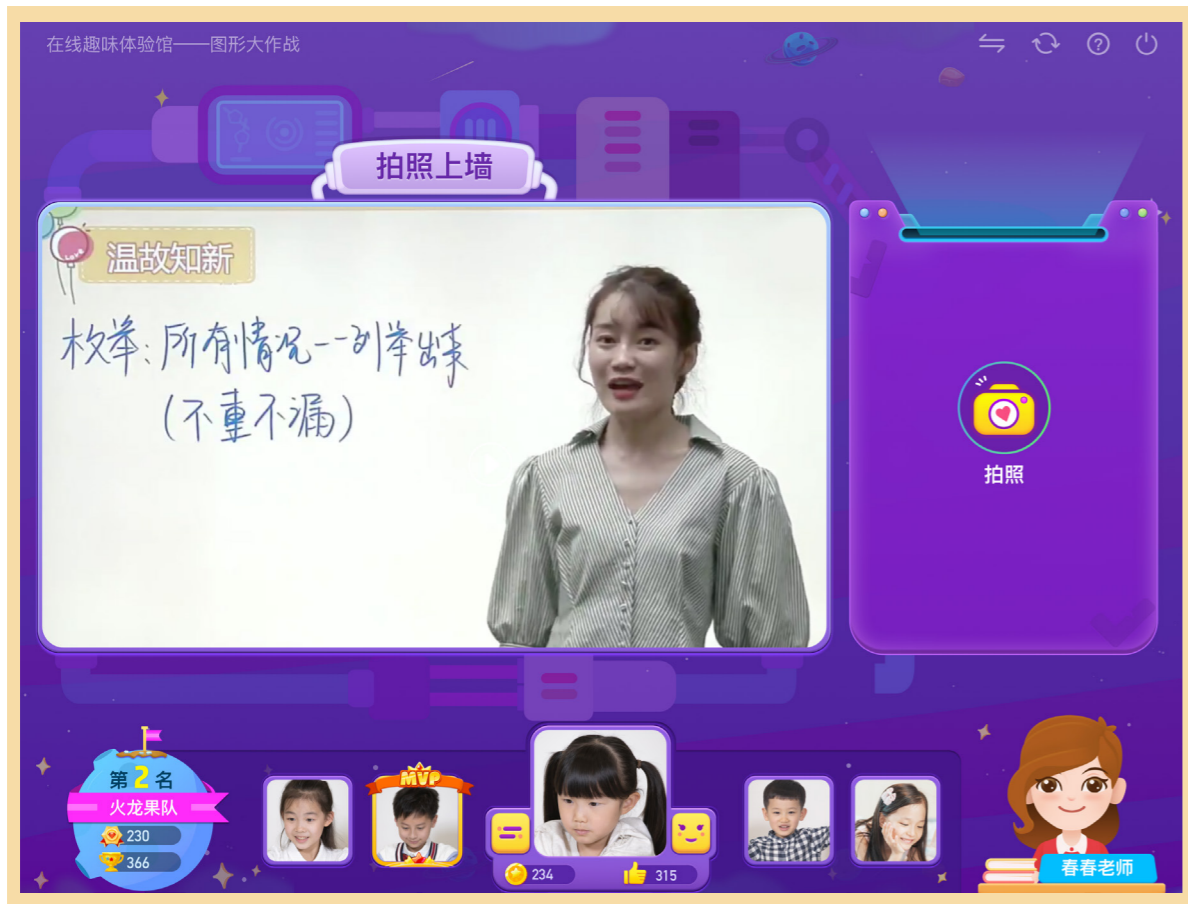 在线趣味体验馆——图形大作战
拍照上墙
温故知新
枚举：所有情况一一列举出来
（不重不漏）
拍照
第2名
火龙果队
230
366
MVP
234
315
春春老师